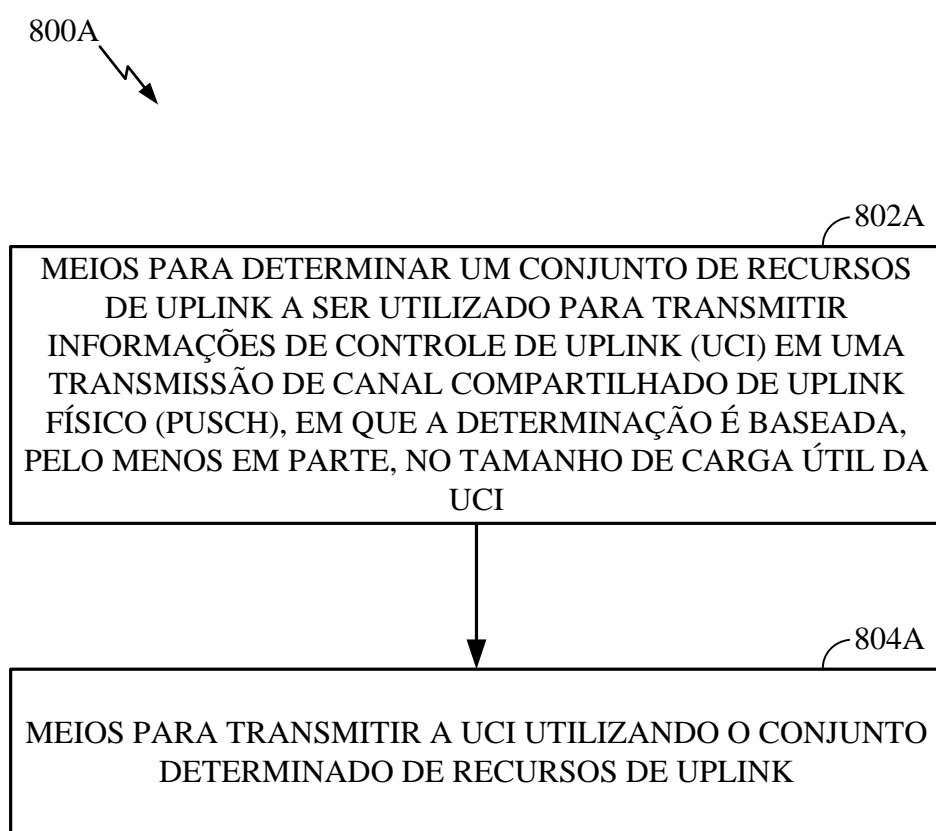 800A
802A
MEIOS PARA DETERMINAR UM CONJUNTO DE RECURSOS
DE UPLINK A SER UTILIZADO PARA TRANSMITIR
INFORMAÇÕES DE CONTROLE DE UPLINK (UCI) EM UMA
TRANSMISSÃO DE CANAL COMPARTILHADO DE UPLINK
FÍSICO (PUSCH), EM QUE A DETERMINAÇÃO É BASEADA,
PELO MENOS EM PARTE, NO TAMANHO DE CARGA ÚTIL DA
UCI
804A
MEIOS PARA TRANSMITIR A UCI UTILIZANDO O CONJUNTO
DETERMINADO DE RECURSOS DE UPLINK